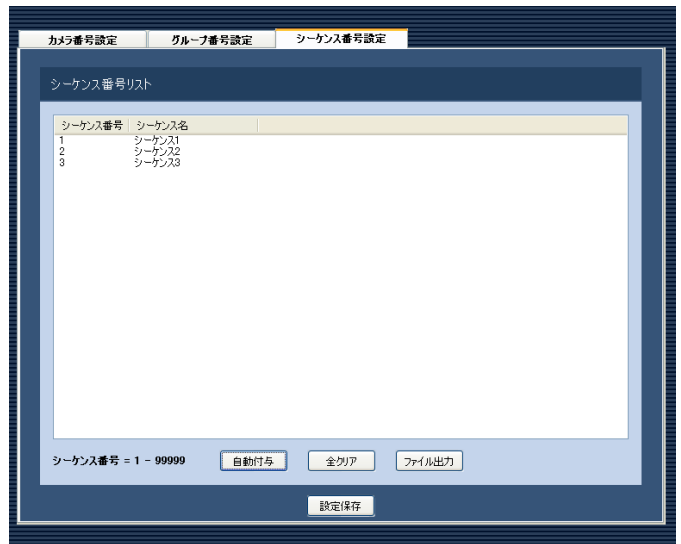 カメラ番号設定 グループ番号設定 シーケンス番号設定
シーケンス番号リスト
シーケンス番号 シーケンス名
1 シーケンス1
2 シーケンス2
3 シーケンス3
シーケンス番号 = 1 - 99999 自動付与 全クリア ファイル出力
設定保存